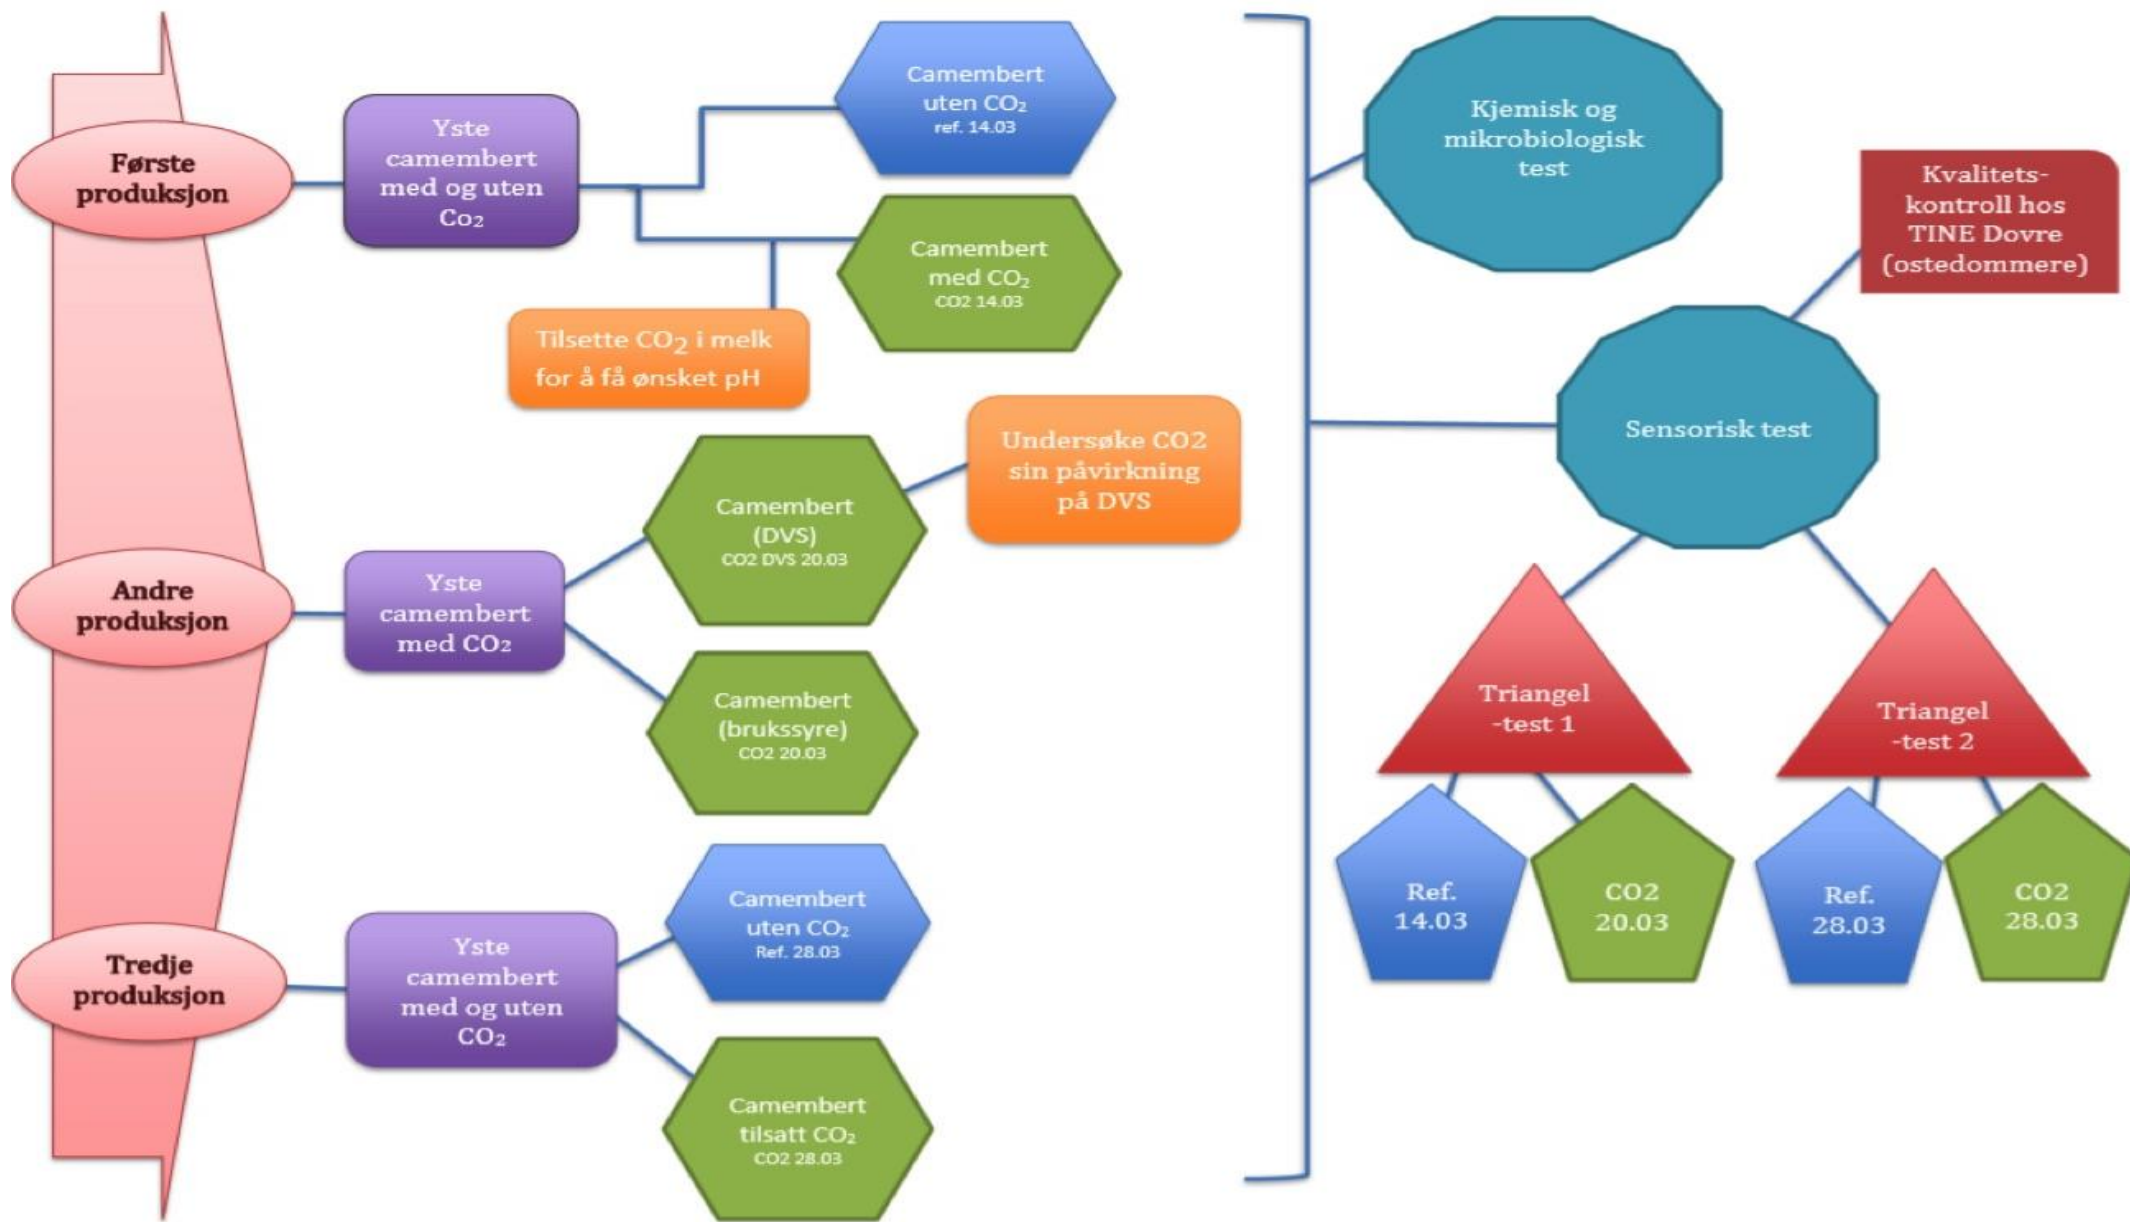 Første
produksjon
Yste
camembert
med og uten
Co₂
Camembert
uten CO₂
ref. 14.03
Camembert
med CO₂
CO2 14.03
Tilsette CO₂ i melk
for å få ønsket pH
Andre
produksjon
Yste
camembert
med CO₂
Camembert
(DVS)
CO2 DVS 20.03
Undersøke CO2
sin påvirkning
på DVS
Camembert
(brukssyre)
CO2 20.03
Tredje
produksjon
Yste
camembert
med og uten
CO₂
Camembert
uten CO₂
Ref. 28.03
Camembert
tilsatt CO₂
CO2 28.03
Kjemisk og
mikrobiologisk
test
Kvalitets-
kontroll hos
TINE Dovre
(ostedommere)
Sensorisk test
Triangel
-test 1
Triangel
-test 2
Ref.
14.03
CO2
20.03
Ref.
28.03
CO2
28.03